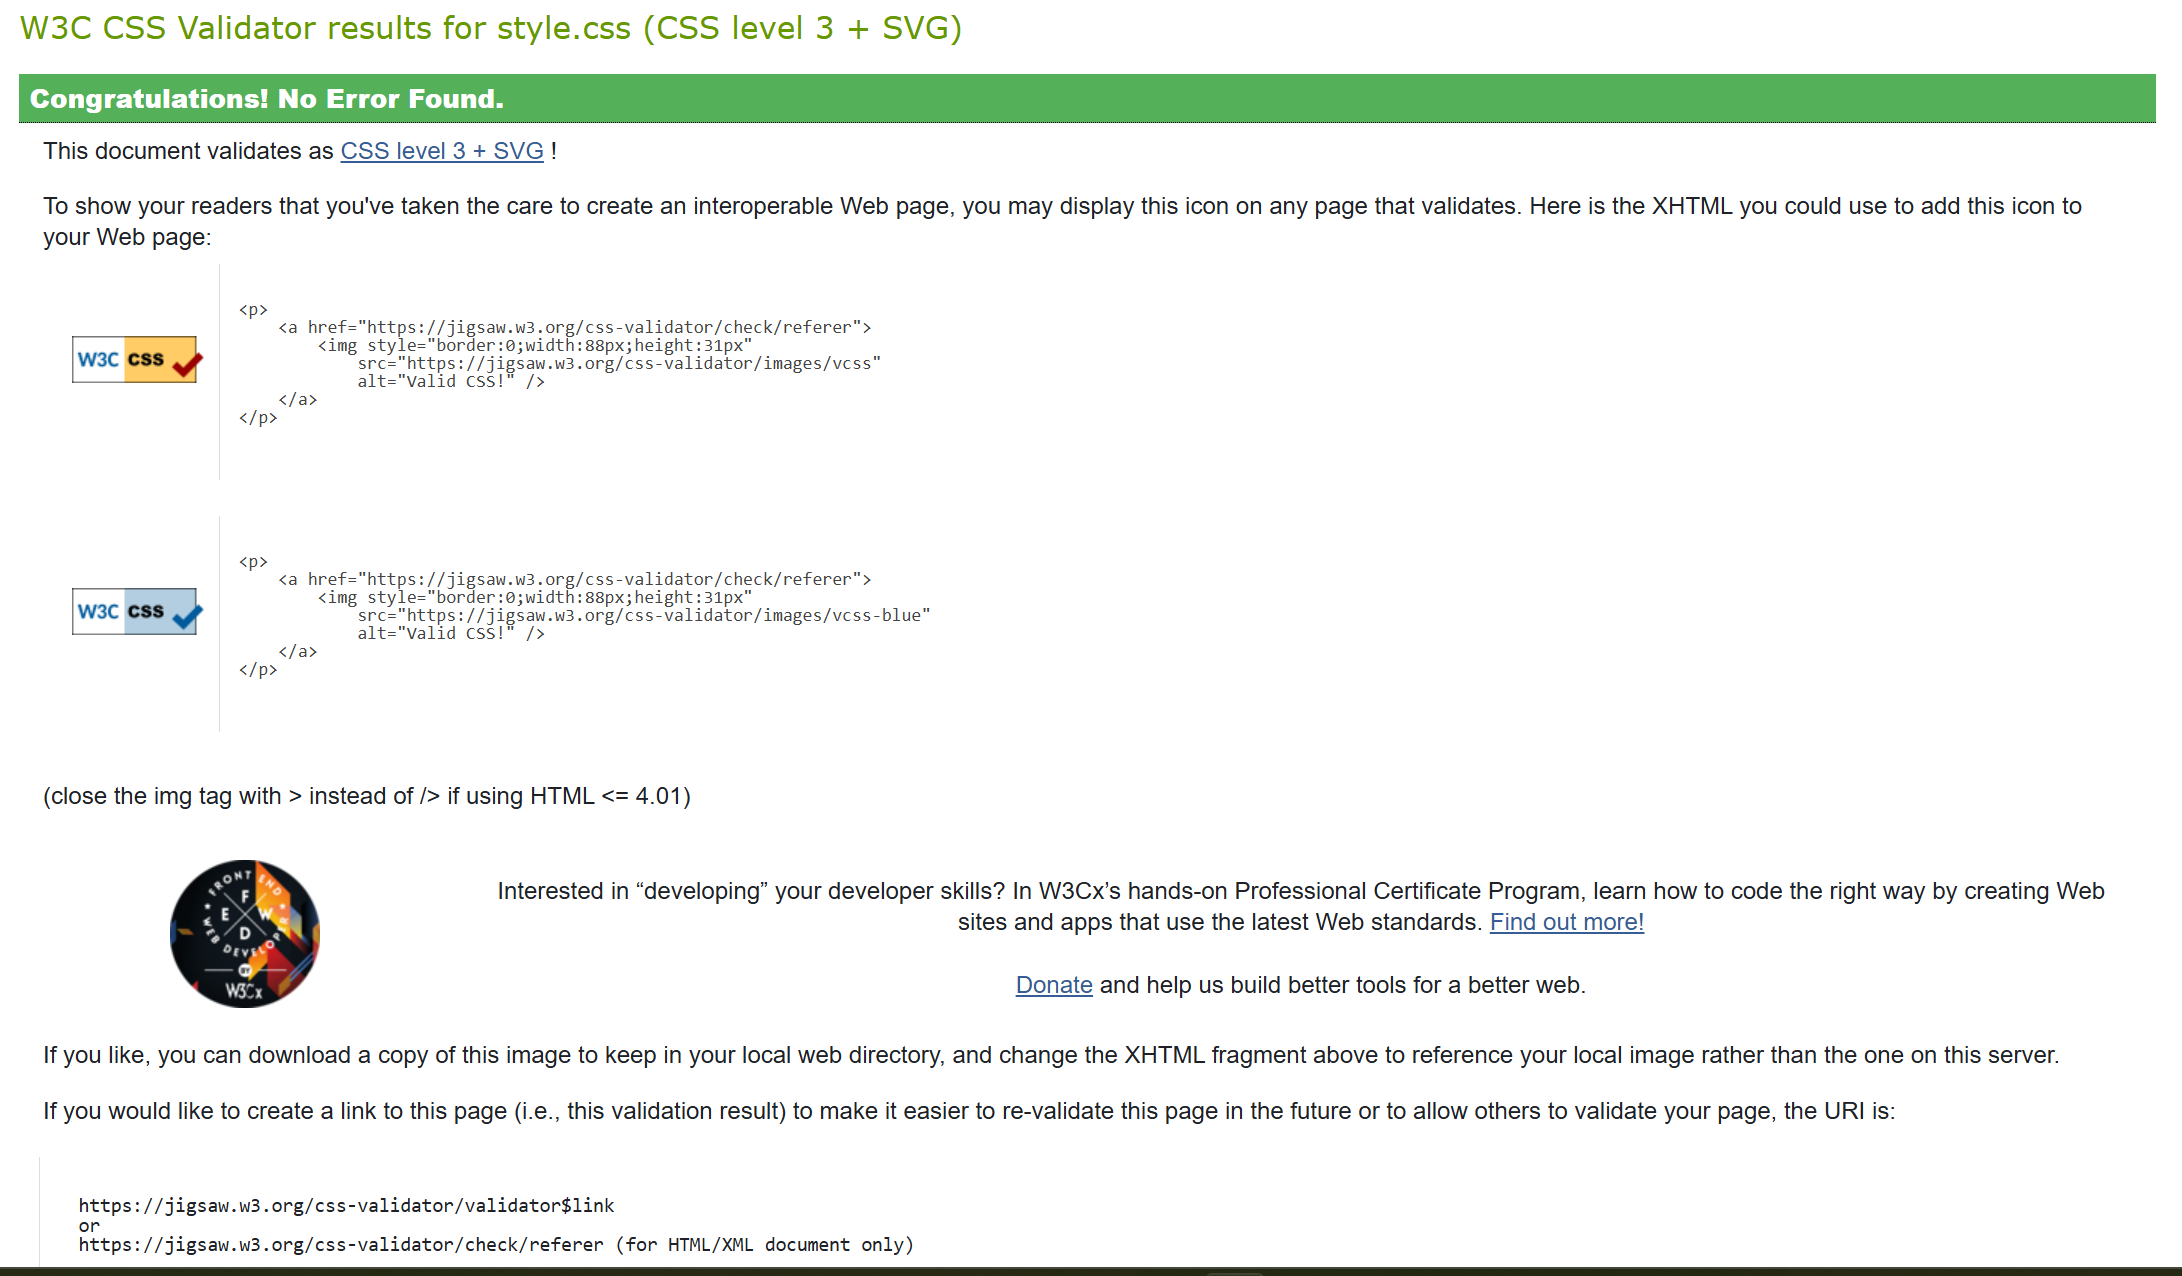 W3C CSS Validator results for style.css (CSS level 3 + SVG)
Congratulations! No Error Found.
This document validates as CSS level 3 + SVG !
To show your readers that you've taken the care to create an interoperable Web page, you may display this icon on any page that validates. Here is the XHTML you could use to add this icon to
your Web page:
W3C CSS
<p>
    <a href="https://jigsaw.w3.org/css-validator/check/referer">
        <img style="border:0;width:88px;height:31px"
            src="https://jigsaw.w3.org/css-validator/images/vcss"
            alt="Valid CSS!" />
    </a>
</p>
W3C CSS
<p>
    <a href="https://jigsaw.w3.org/css-validator/check/referer">
        <img style="border:0;width:88px;height:31px"
            src="https://jigsaw.w3.org/css-validator/images/vcss-blue"
            alt="Valid CSS!" />
    </a>
</p>
(close the img tag with > instead of /> if using HTML <= 4.01)
FRONT END
F
E W
D
WEB DEVELOPER
BY
W3Cx
Interested in “developing” your developer skills? In W3Cx’s hands-on Professional Certificate Program, learn how to code the right way by creating Web
sites and apps that use the latest Web standards. Find out more!
Donate and help us build better tools for a better web.
If you like, you can download a copy of this image to keep in your local web directory, and change the XHTML fragment above to reference your local image rather than the one on this server.
If you would like to create a link to this page (i.e., this validation result) to make it easier to re-validate this page in the future or to allow others to validate your page, the URI is:
https://jigsaw.w3.org/css-validator/validator$link
or
https://jigsaw.w3.org/css-validator/check/referer (for HTML/XML document only)